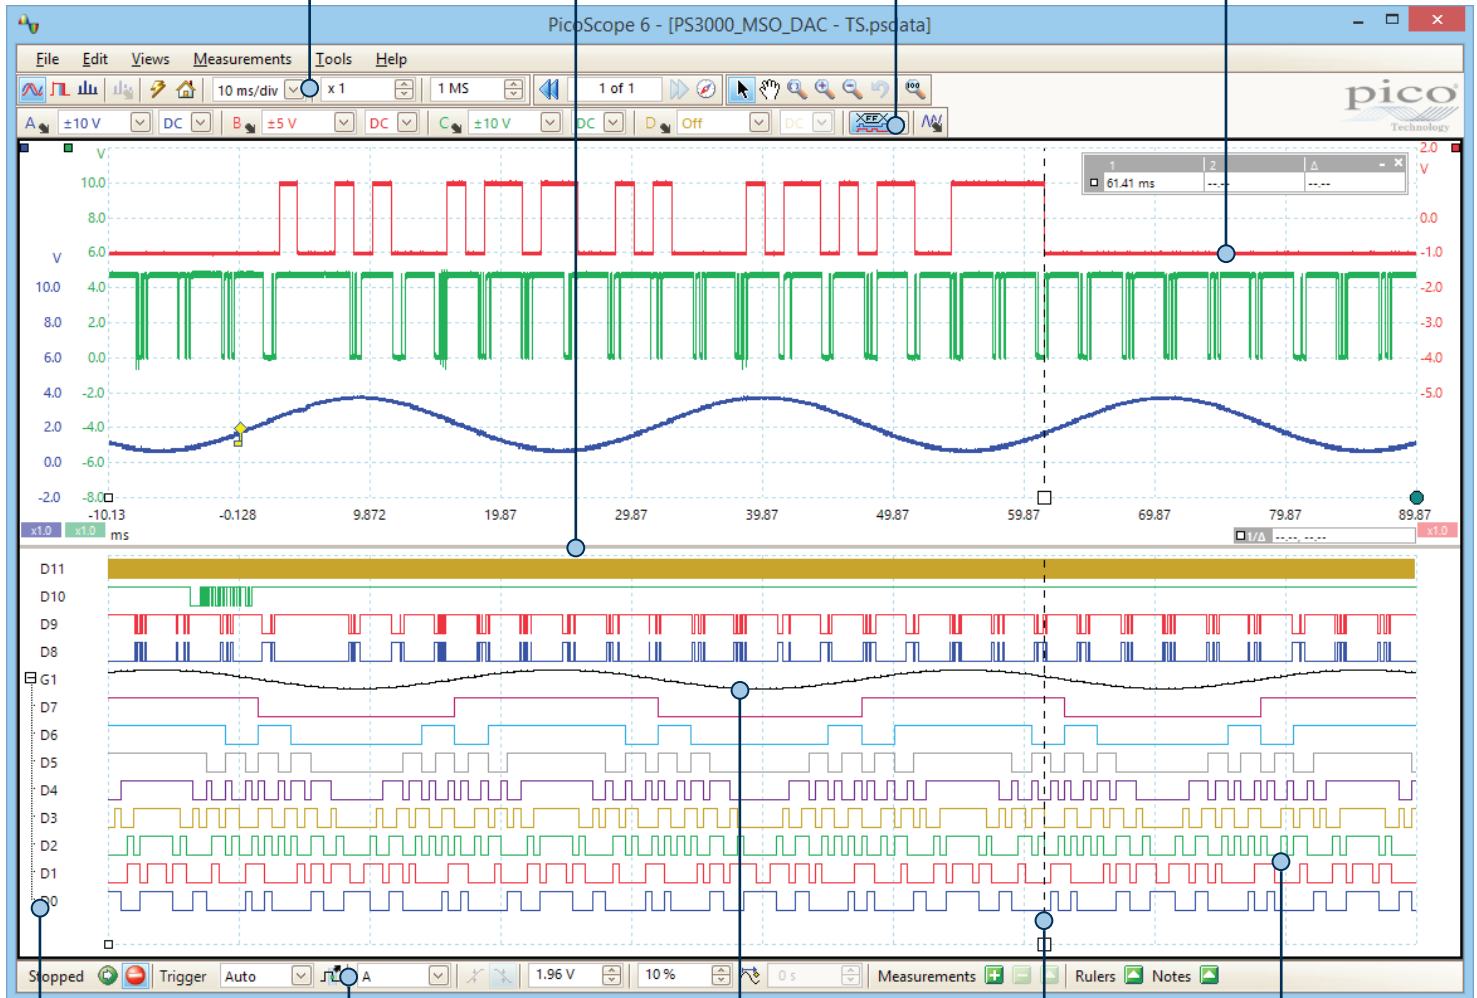 PicoScope 6 - [PS3000_MSO_DAC - TS.psdata]
File Edit Views Measurements Tools Help
10 ms/div x 1 1 MS 1 of 1
pico
Technology
A ±10 V DC B ±5 V DC C ±10 V DC D Off DC
V 2.0
V
1 2 Δ
61.41 ms --.-- --.--
10.0
8.0 0.0
V 6.0 -1.0
10.0 4.0 -2.0
8.0 2.0 -3.0
6.0 0.0 -4.0
4.0 -2.0 -5.0
2.0 -4.0
0.0 -6.0
-2.0 -8.0
-10.13 -0.128 9.872 19.87 29.87 39.87 49.87 59.87 69.87 79.87 89.87
x1.0 x1.0 ms 1/Δ --.--, --.-- x1.0
D11
D10
D9
D8
G1
D7
D6
D5
D4
D3
D2
D1
D0
Stopped Trigger Auto A 1.96 V 10 % 0 s Measurements Rulers Notes